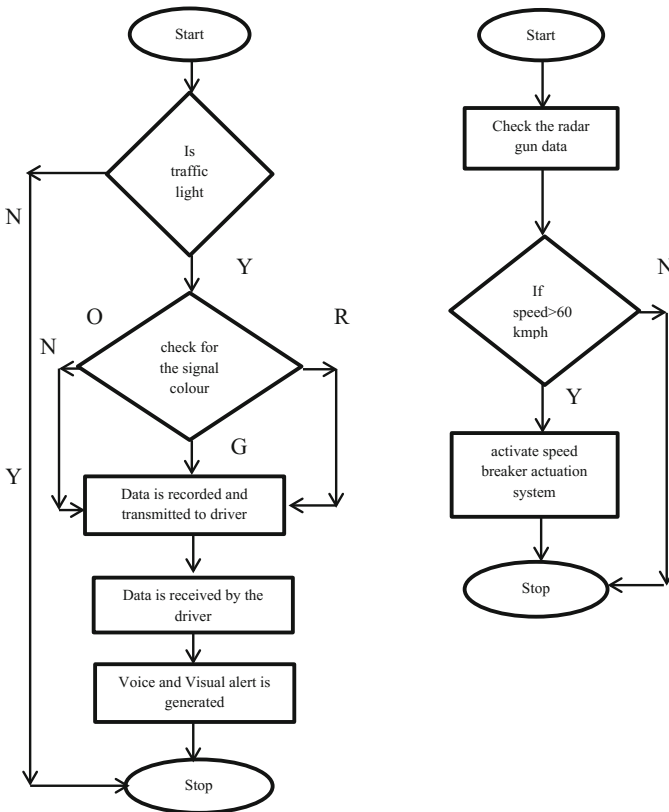 Start
Is
traffic
light
N
Y
O
R
N
check for
the signal
colour
G
Y
Data is recorded and
transmitted to driver
Data is received by the
driver
Voice and Visual alert is
generated
Stop
Start
Check the radar
gun data
N
If
speed>60
kmph
Y
activate speed
breaker actuation
system
Stop